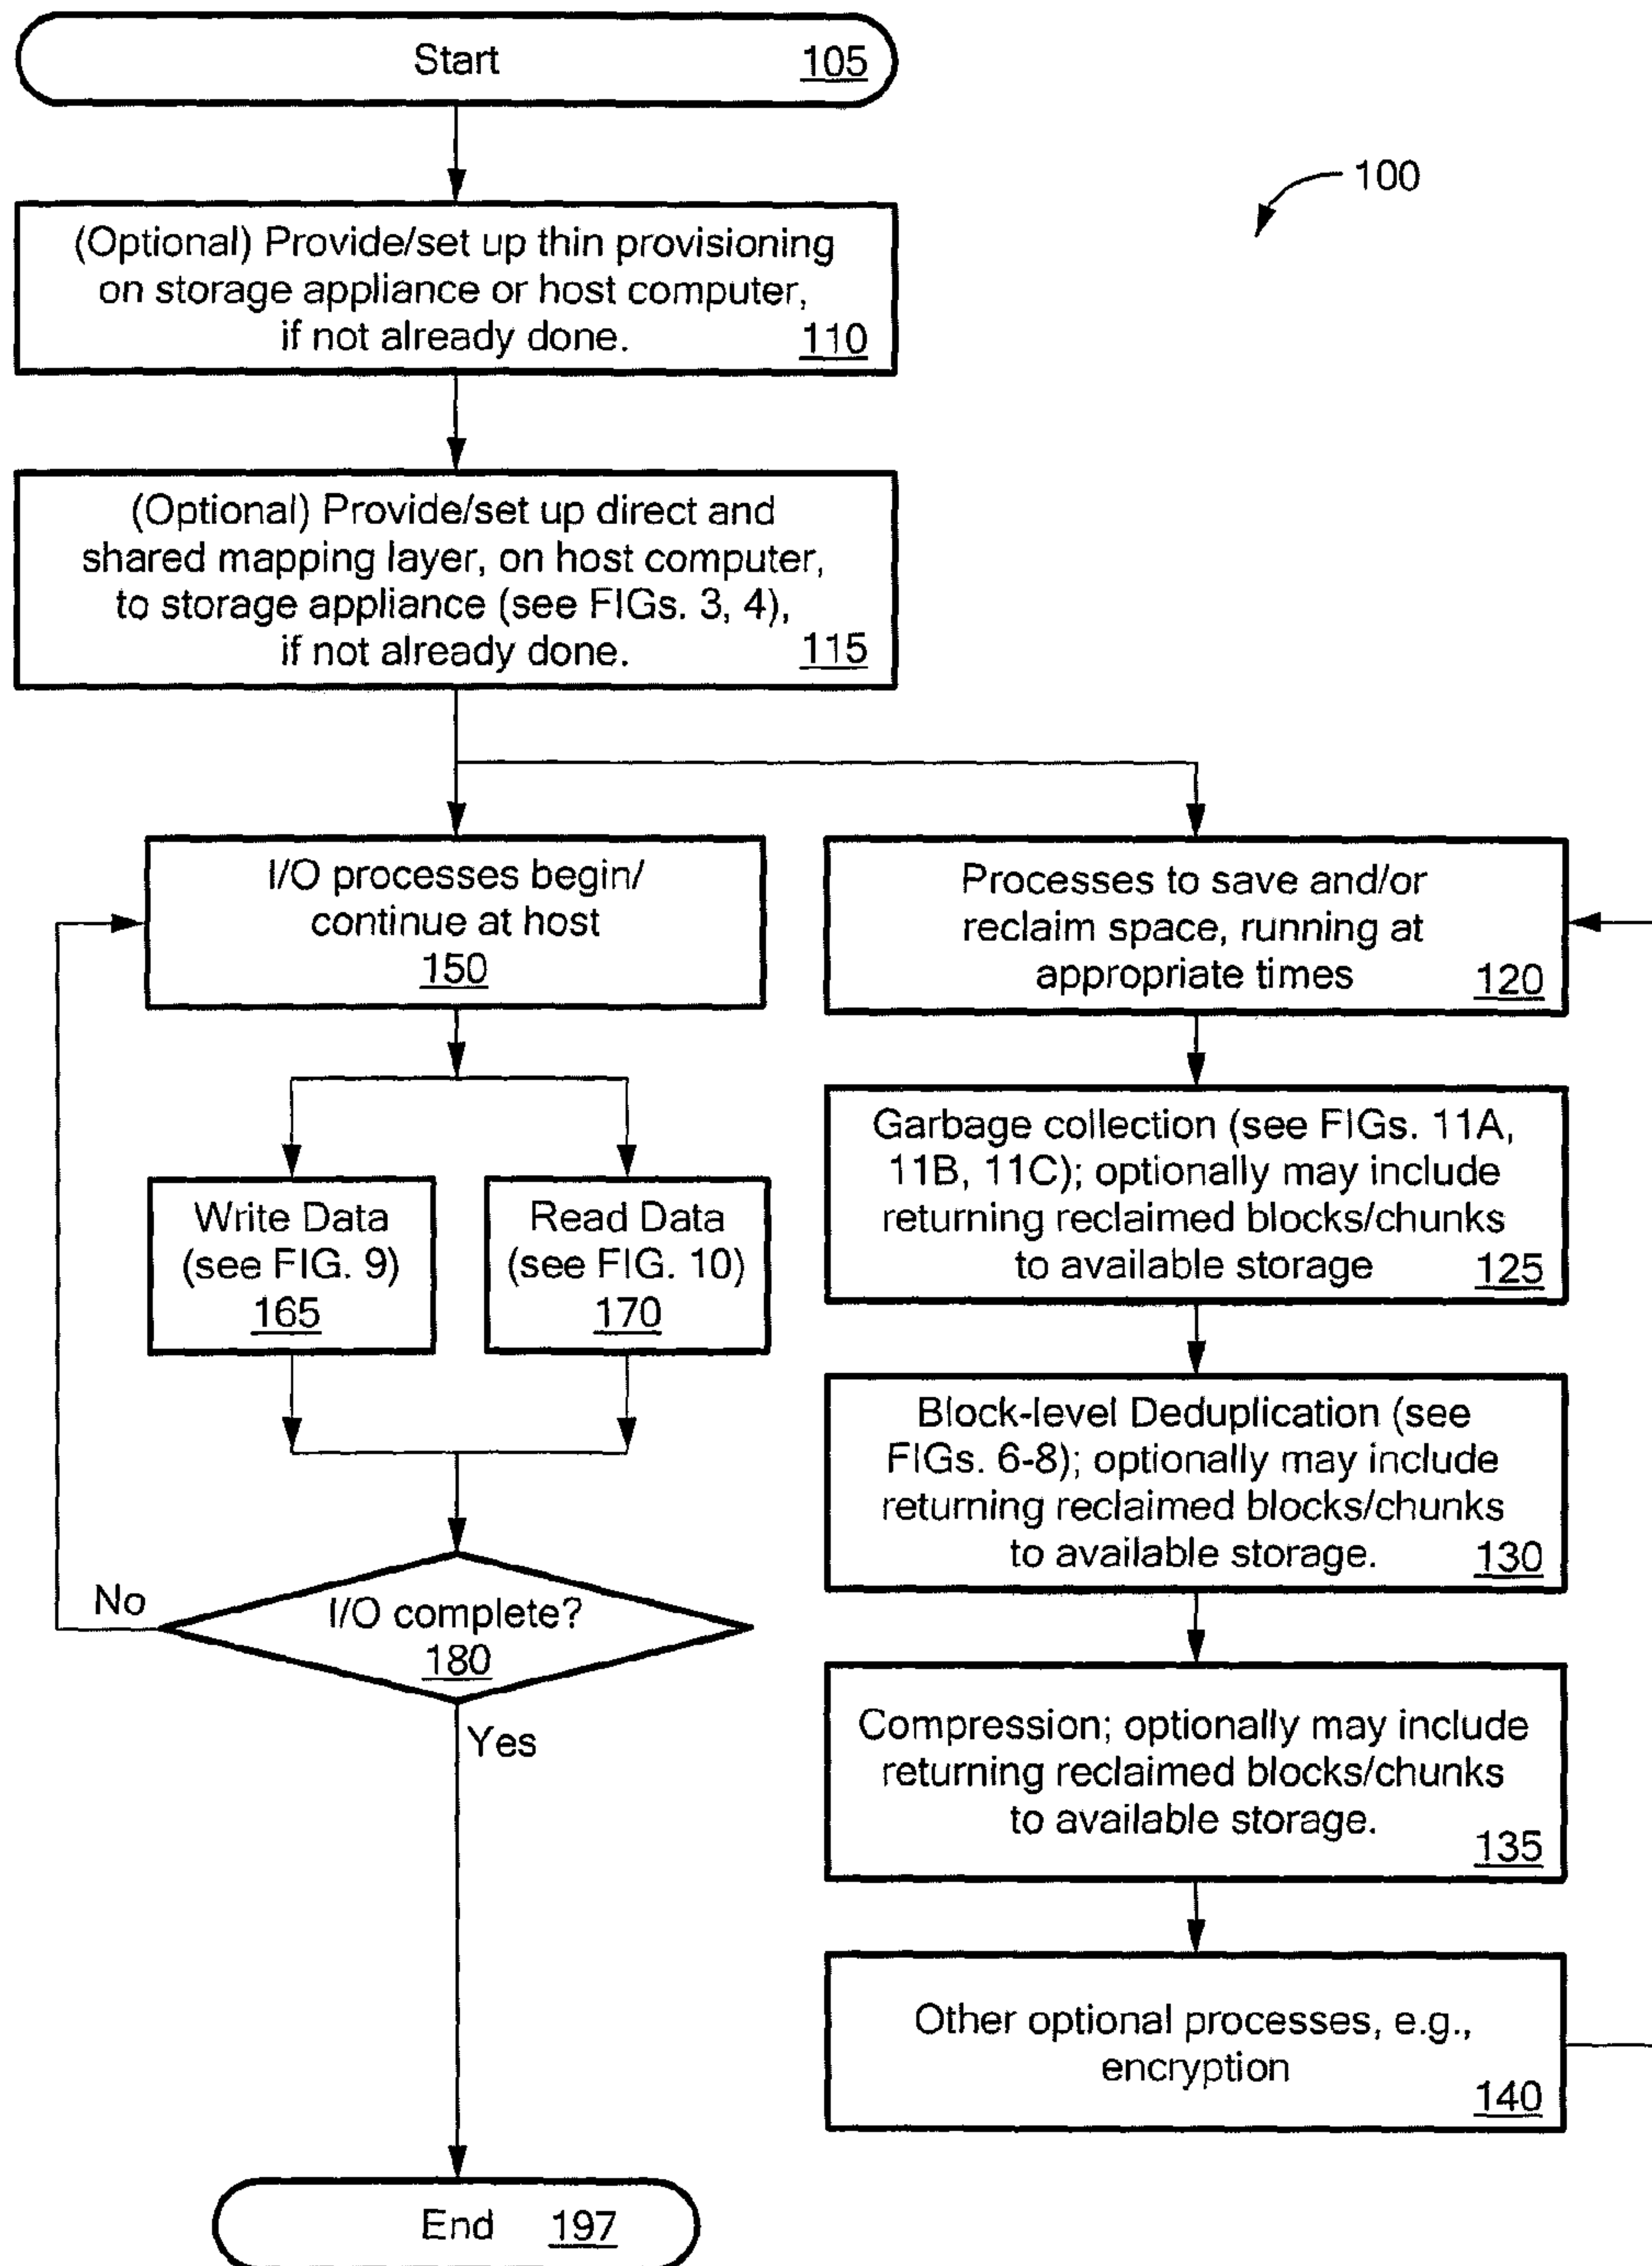 Start 105
100
(Optional) Provide/set up thin provisioning
on storage appliance or host computer,
if not already done. 110
(Optional) Provide/set up direct and
shared mapping layer, on host computer,
to storage appliance (see FIGs. 3, 4),
if not already done. 115
I/O processes begin/
continue at host
150
Write Data
(see FIG. 9)
165
Read Data
(see FIG. 10)
170
No
I/O complete?
180
Yes
Processes to save and/or
reclaim space, running at
appropriate times 120
Garbage collection (see FIGs. 11A,
11B, 11C); optionally may include
returning reclaimed blocks/chunks
to available storage 125
Block-level Deduplication (see
FIGs. 6-8); optionally may include
returning reclaimed blocks/chunks
to available storage. 130
Compression; optionally may include
returning reclaimed blocks/chunks
to available storage.
135
Other optional processes, e.g.,
encryption
140
End 197